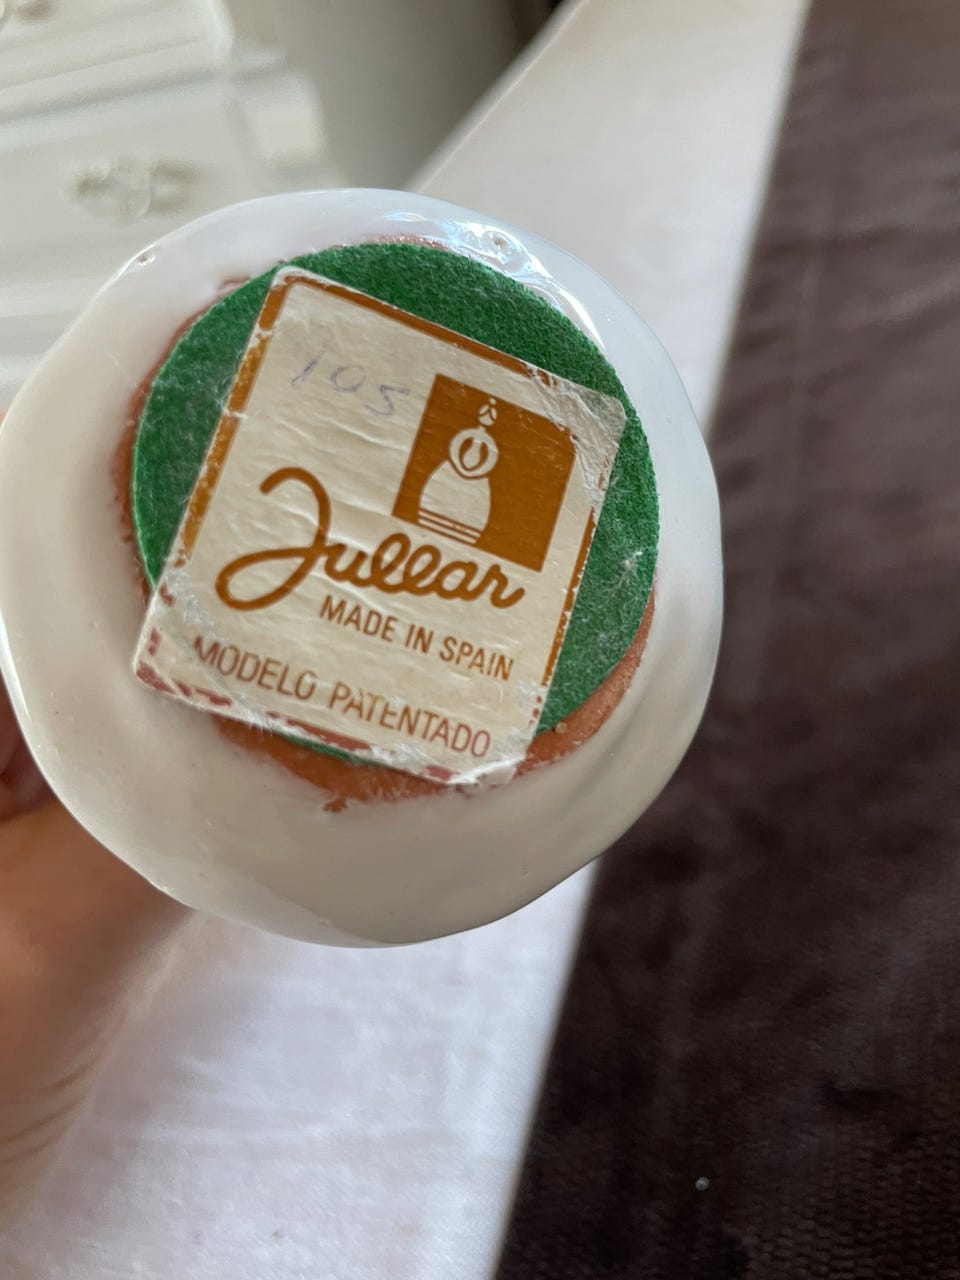 105
Jullar
MADE IN SPAIN
MODELO PATENTADO